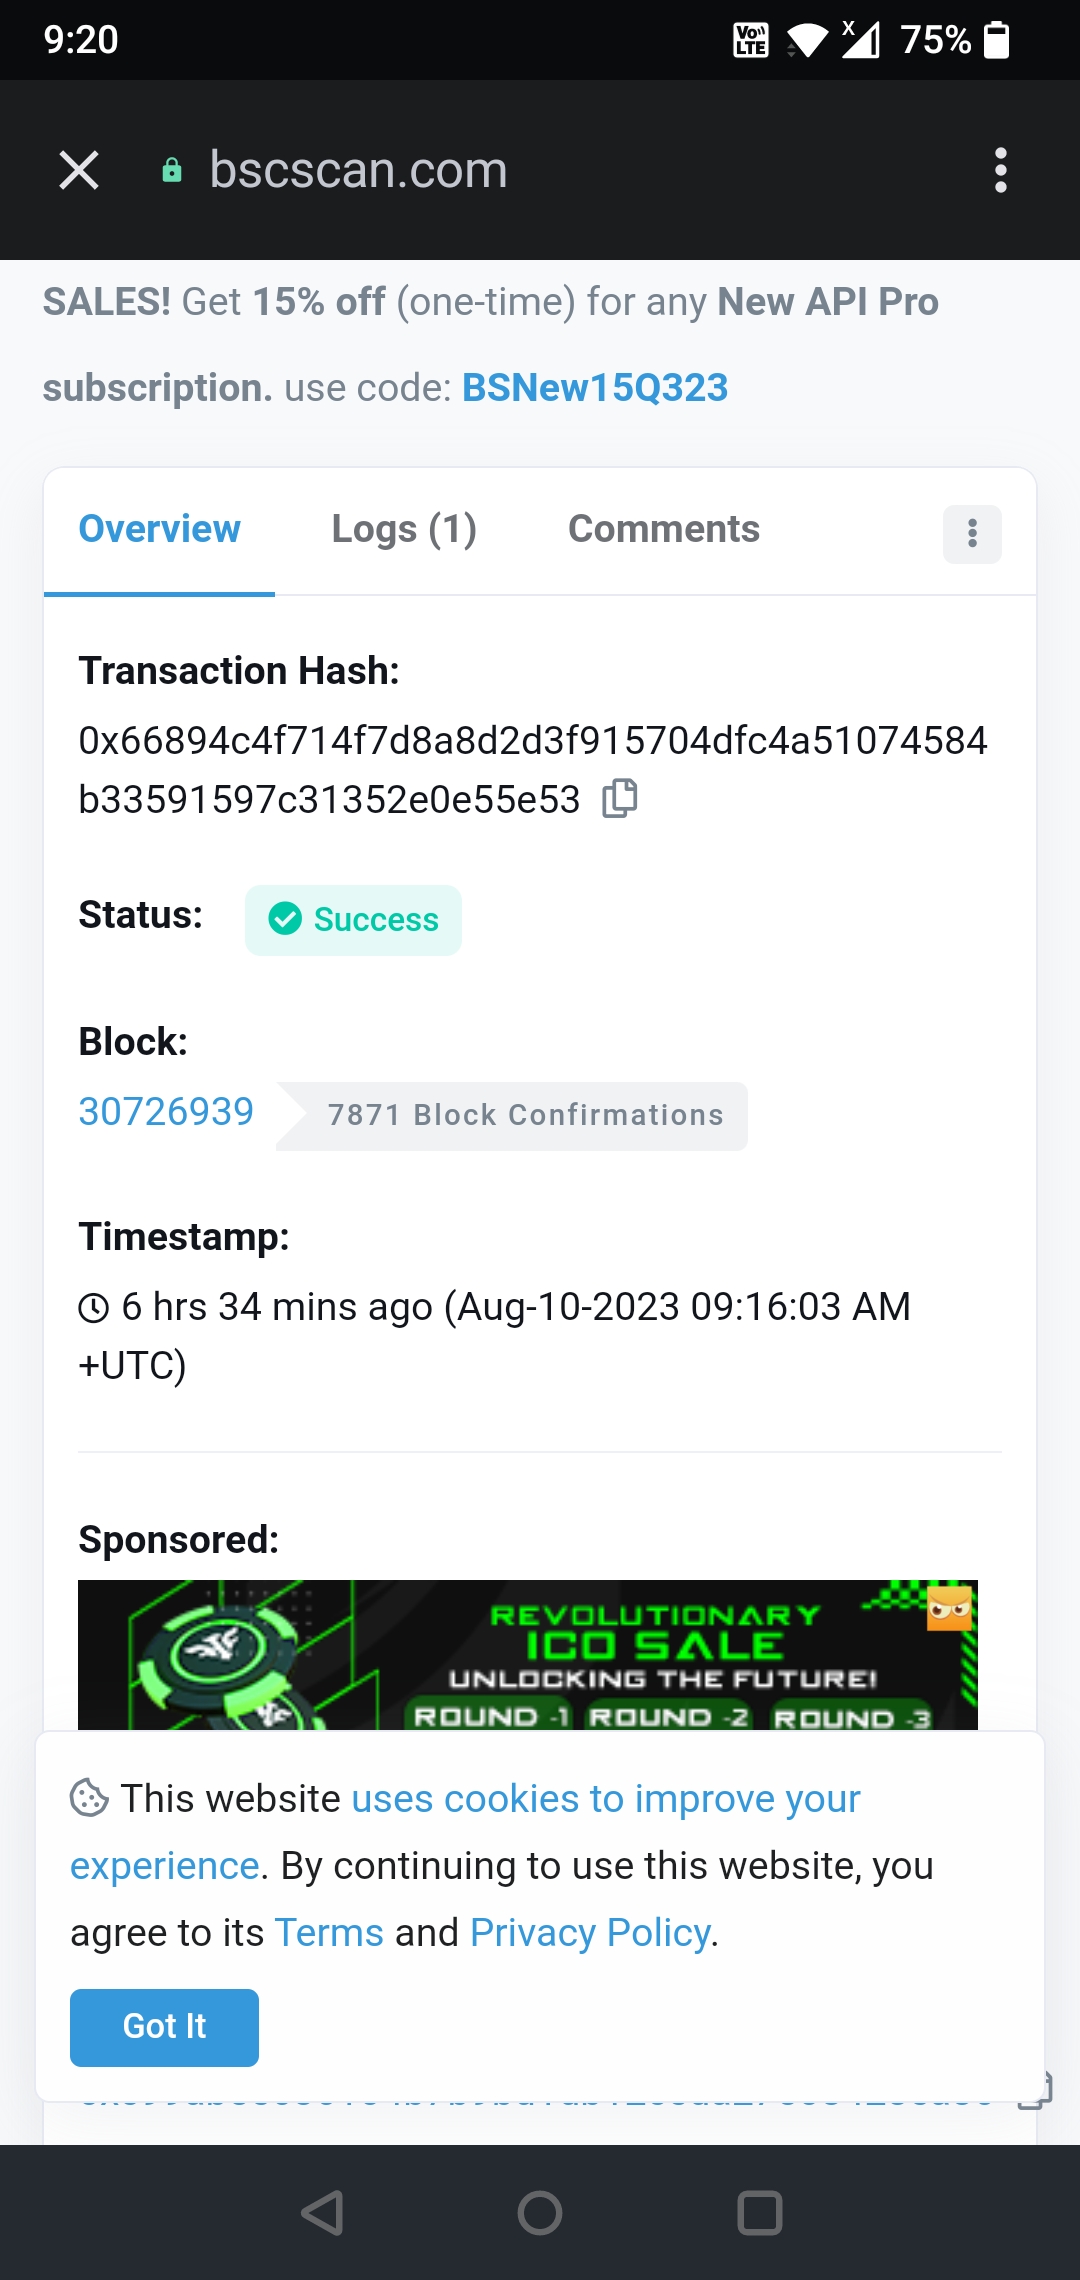 9:20
Vo LTE
X
75%
bscscan.com
SALES! Get 15% off (one-time) for any New API Pro
subscription. use code: BSNew15Q323
Overview
Logs (1)
Comments
Transaction Hash:
0x66894c4f714f7d8a8d2d3f915704dfc4a51074584
b33591597c31352e0e55e53
Status:
Success
Block:
30726939
7871 Block Confirmations
Timestamp:
6 hrs 34 mins ago (Aug-10-2023 09:16:03 AM
+UTC)
Sponsored:
REVOLUTIONARY
ICO SALE
UNLOCKING THE FUTURE!
ROUND -1 ROUND -2 ROUND -3
This website uses cookies to improve your
experience. By continuing to use this website, you
agree to its Terms and Privacy Policy.
Got It